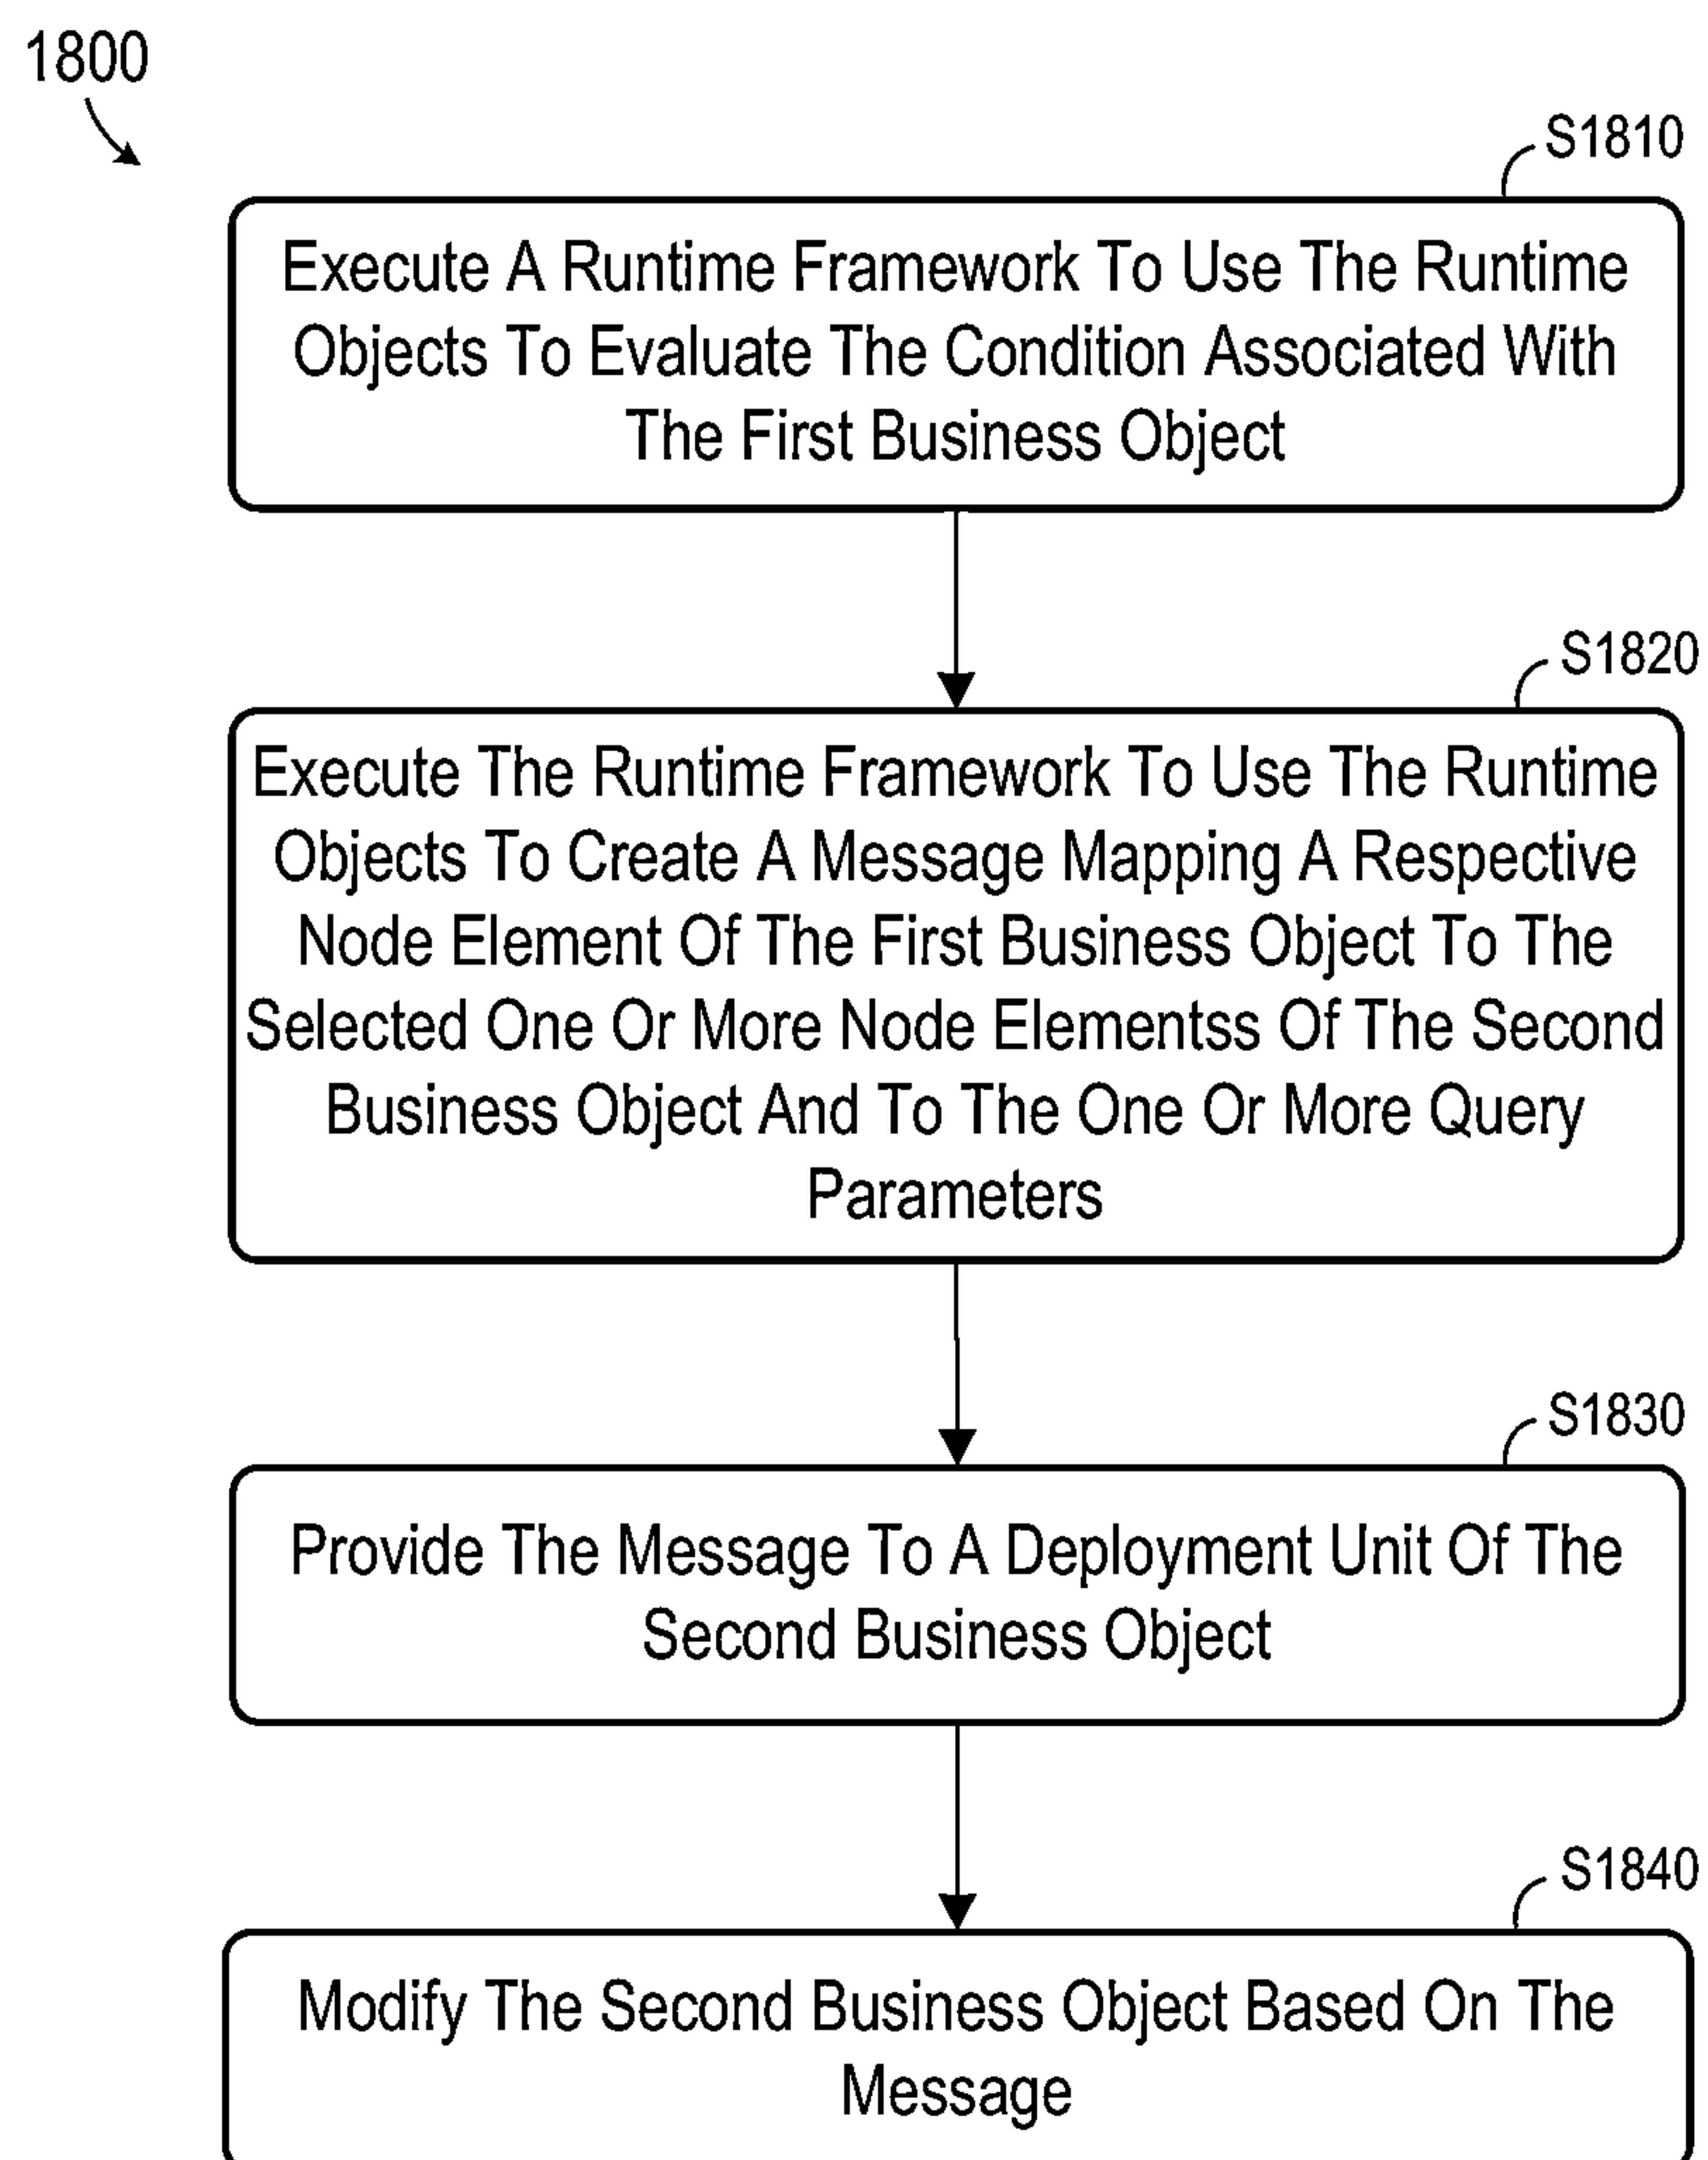 1800
S1810
Execute A Runtime Framework To Use The Runtime
Objects To Evaluate The Condition Associated With
The First Business Object
S1820
Execute The Runtime Framework To Use The Runtime
Objects To Create A Message Mapping A Respective
Node Element Of The First Business Object To The
Selected One Or More Node Elementss Of The Second
Business Object And To The One Or More Query
Parameters
S1830
Provide The Message To A Deployment Unit Of The
Second Business Object
S1840
Modify The Second Business Object Based On The
Message